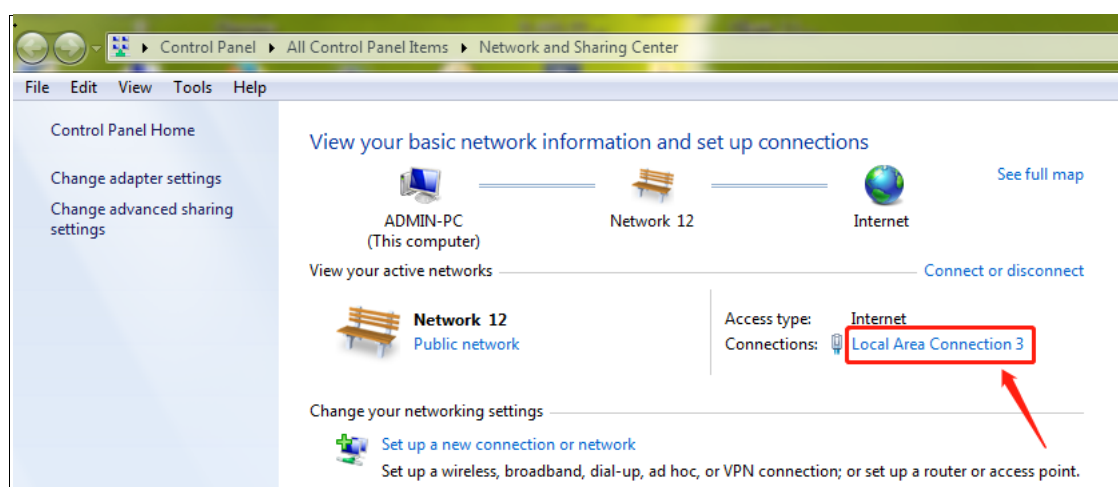 Control Panel ▸ All Control Panel Items ▸ Network and Sharing Center
File Edit View Tools Help
Control Panel Home
Change adapter settings
Change advanced sharing
settings
View your basic network information and set up connections
See full map
ADMIN-PC
(This computer)
Network 12
Internet
View your active networks
Connect or disconnect
Network 12
Public network
Access type: Internet
Connections: Local Area Connection 3
Change your networking settings
Set up a new connection or network
Set up a wireless, broadband, dial-up, ad hoc, or VPN connection; or set up a router or access point.